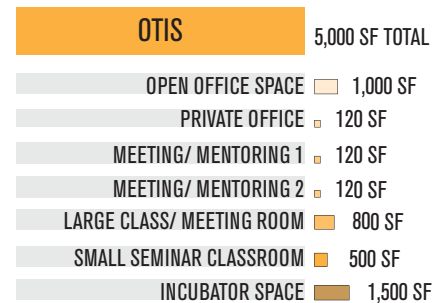 OTIS 5,000 SF TOTAL
OPEN OFFICE SPACE 1,000 SF
PRIVATE OFFICE 120 SF
MEETING/ MENTORING 1 120 SF
MEETING/ MENTORING 2 120 SF
LARGE CLASS/ MEETING ROOM 800 SF
SMALL SEMINAR CLASSROOM 500 SF
INCUBATOR SPACE 1,500 SF